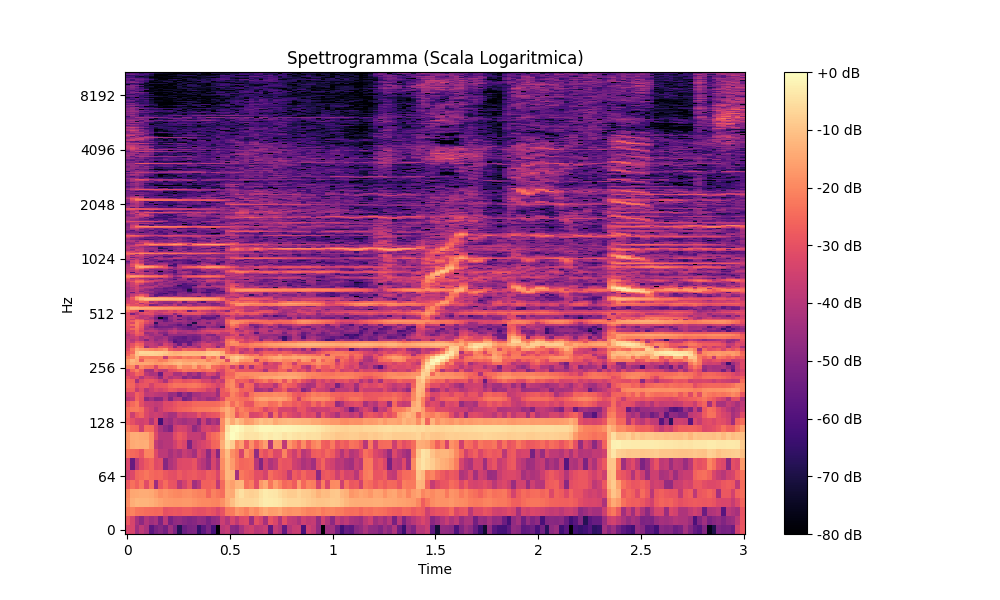 Spettrogramma (Scala Logaritmica)
Hz
8192
4096
2048
1024
512
256
128
64
0
0 0.5 1 1.5 2 2.5 3
Time
+0 dB
-10 dB
-20 dB
-30 dB
-40 dB
-50 dB
-60 dB
-70 dB
-80 dB